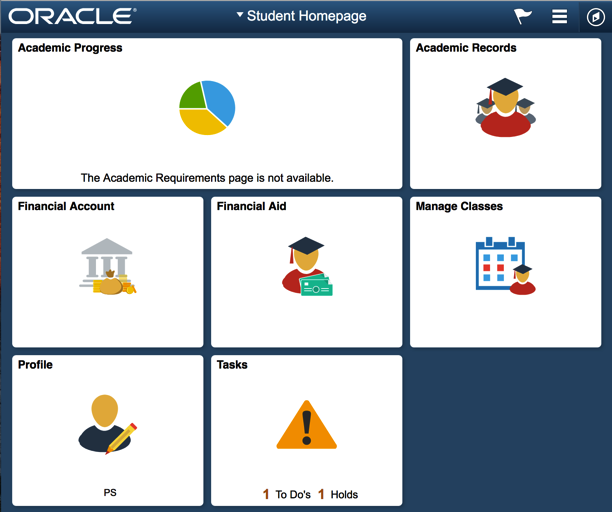 ORACLE®
Student Homepage
Academic Progress
Academic Records
The Academic Requirements page is not available.
Financial Account
Financial Aid
Manage Classes
Profile
Tasks
PS
1 To Do's 1 Holds